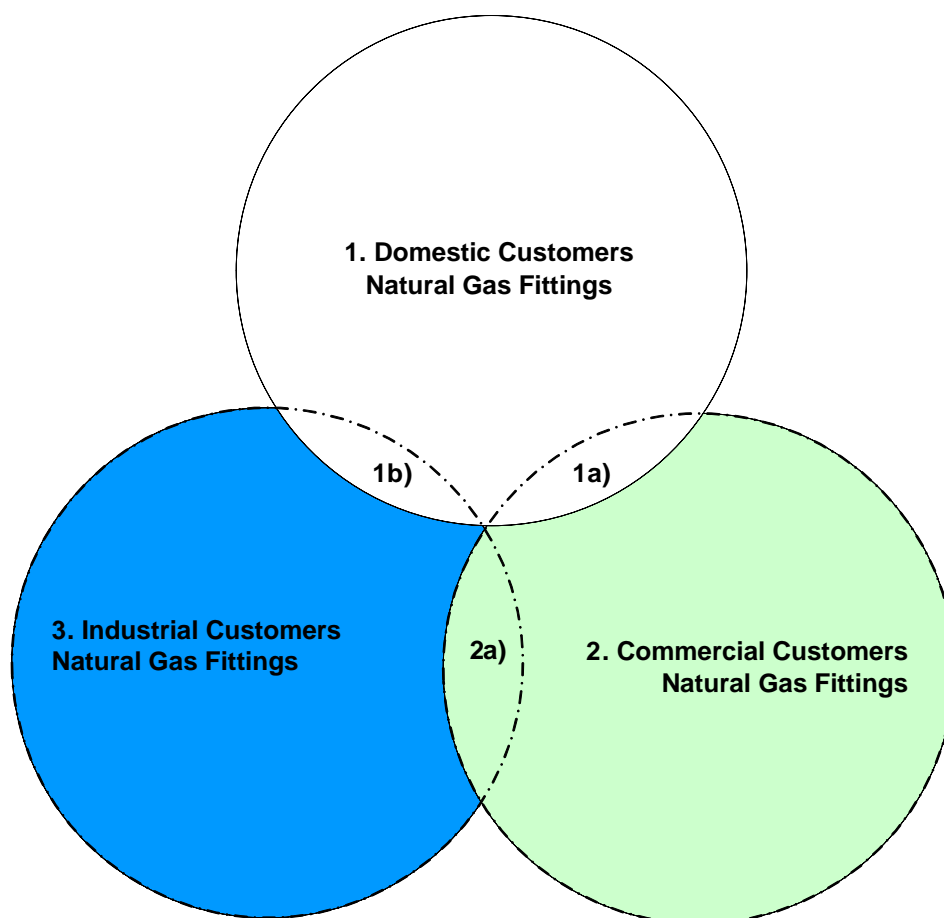 1. Domestic Customers
Natural Gas Fittings
1b)
1a)
3. Industrial Customers
Natural Gas Fittings
2a)
2. Commercial Customers
Natural Gas Fittings